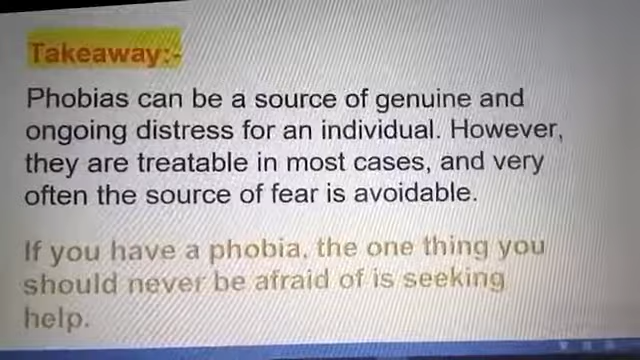 Takeaway:-
Phobias can be a source of genuine and
ongoing distress for an individual. However,
they are treatable in most cases, and very
often the source of fear is avoidable.
If you have a phobia, the one thing you
should never be afraid of is seeking
help.